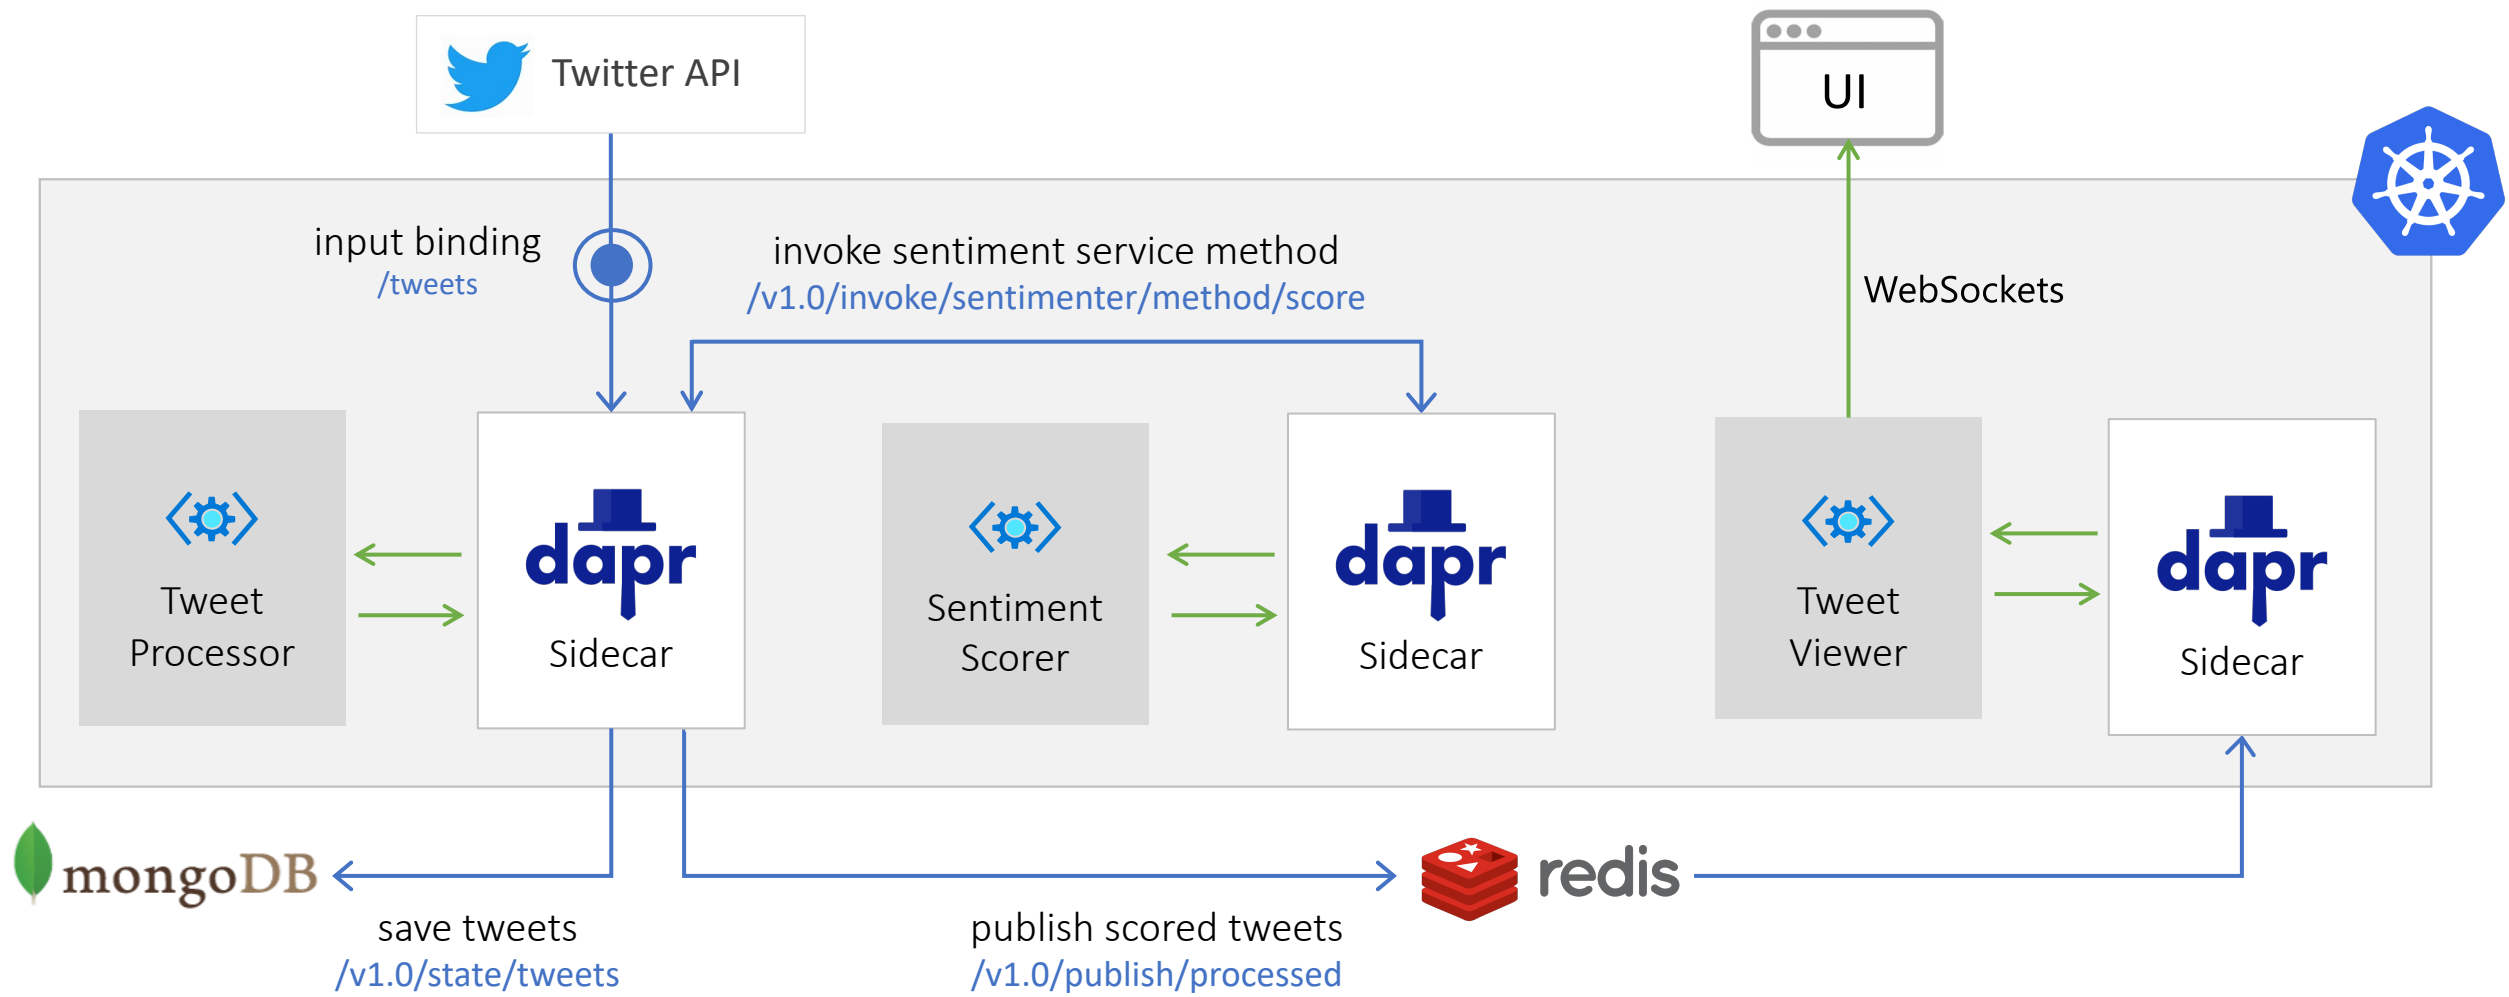 Twitter API
UI
input binding
/tweets
invoke sentiment service method
/v1.0/invoke/sentimenter/method/score
WebSockets
Tweet
Processor
dapr
Sidecar
Sentiment
Scorer
dapr
Sidecar
Tweet
Viewer
dapr
Sidecar
mongoDB
save tweets
/v1.0/state/tweets
publish scored tweets
/v1.0/publish/processed
redis